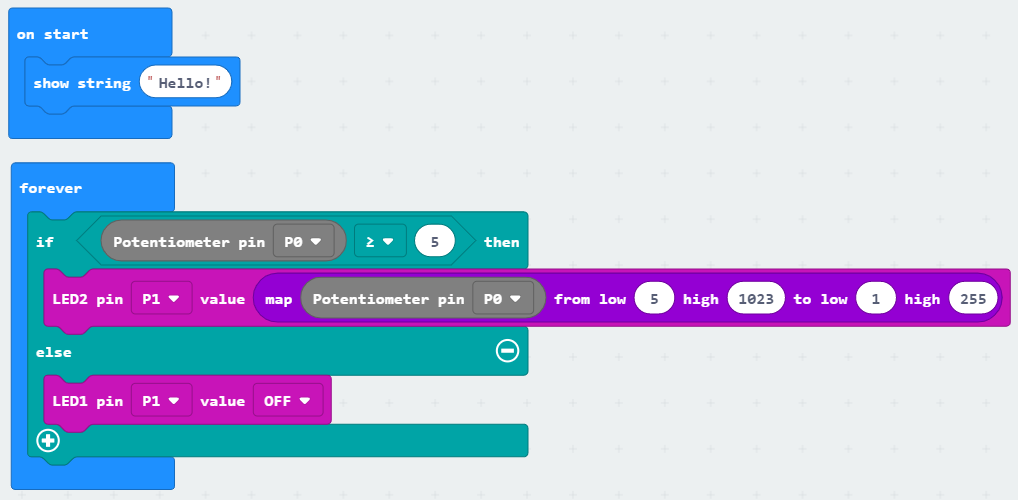 on start
show string "Hello!"
forever
if Potentiometer pin P0 ≥ 5 then
LED2 pin P1 value map Potentiometer pin P0 from low 5 high 1023 to low 1 high 255
else
LED1 pin P1 value OFF